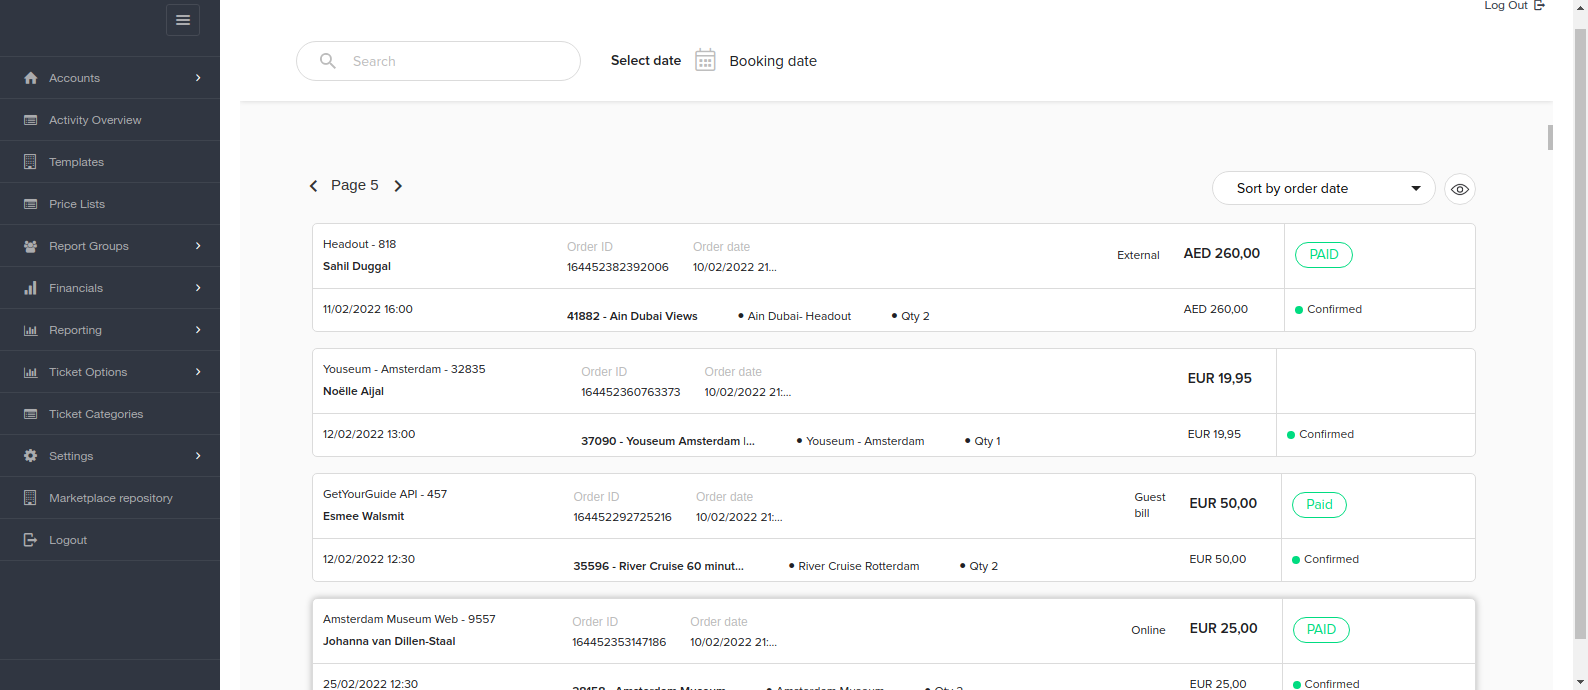 Log Out
Search
Select date
Booking date
Accounts
Activity Overview
Templates
Price Lists
Report Groups
Financials
Reporting
Ticket Options
Ticket Categories
Settings
Marketplace repository
Logout
Page 5
Sort by order date
Headout - 818
Order ID
Order date
Sahil Duggal
164452382392006
10/02/2022 21...
External
AED 260,00
PAID
11/02/2022 16:00
41882 - Ain Dubai Views
• Ain Dubai- Headout
• Qty 2
AED 260,00
Confirmed
Youseum - Amsterdam - 32835
Order ID
Order date
Noëlle Aijal
164452360763373
10/02/2022 21:...
EUR 19,95
12/02/2022 13:00
37090 - Youseum Amsterdam |...
• Youseum - Amsterdam
• Qty 1
EUR 19,95
Confirmed
GetYourGuide API - 457
Order ID
Order date
Esmee Walsmit
164452292725216
10/02/2022 21:...
Guest
bill
EUR 50,00
Paid
12/02/2022 12:30
35596 - River Cruise 60 minut...
• River Cruise Rotterdam
• Qty 2
EUR 50,00
Confirmed
Amsterdam Museum Web - 9557
Order ID
Order date
Johanna van Dillen-Staal
164452353147186
10/02/2022 21:...
Online
EUR 25,00
PAID
25/02/2022 12:30
EUR 25,00
Confirmed